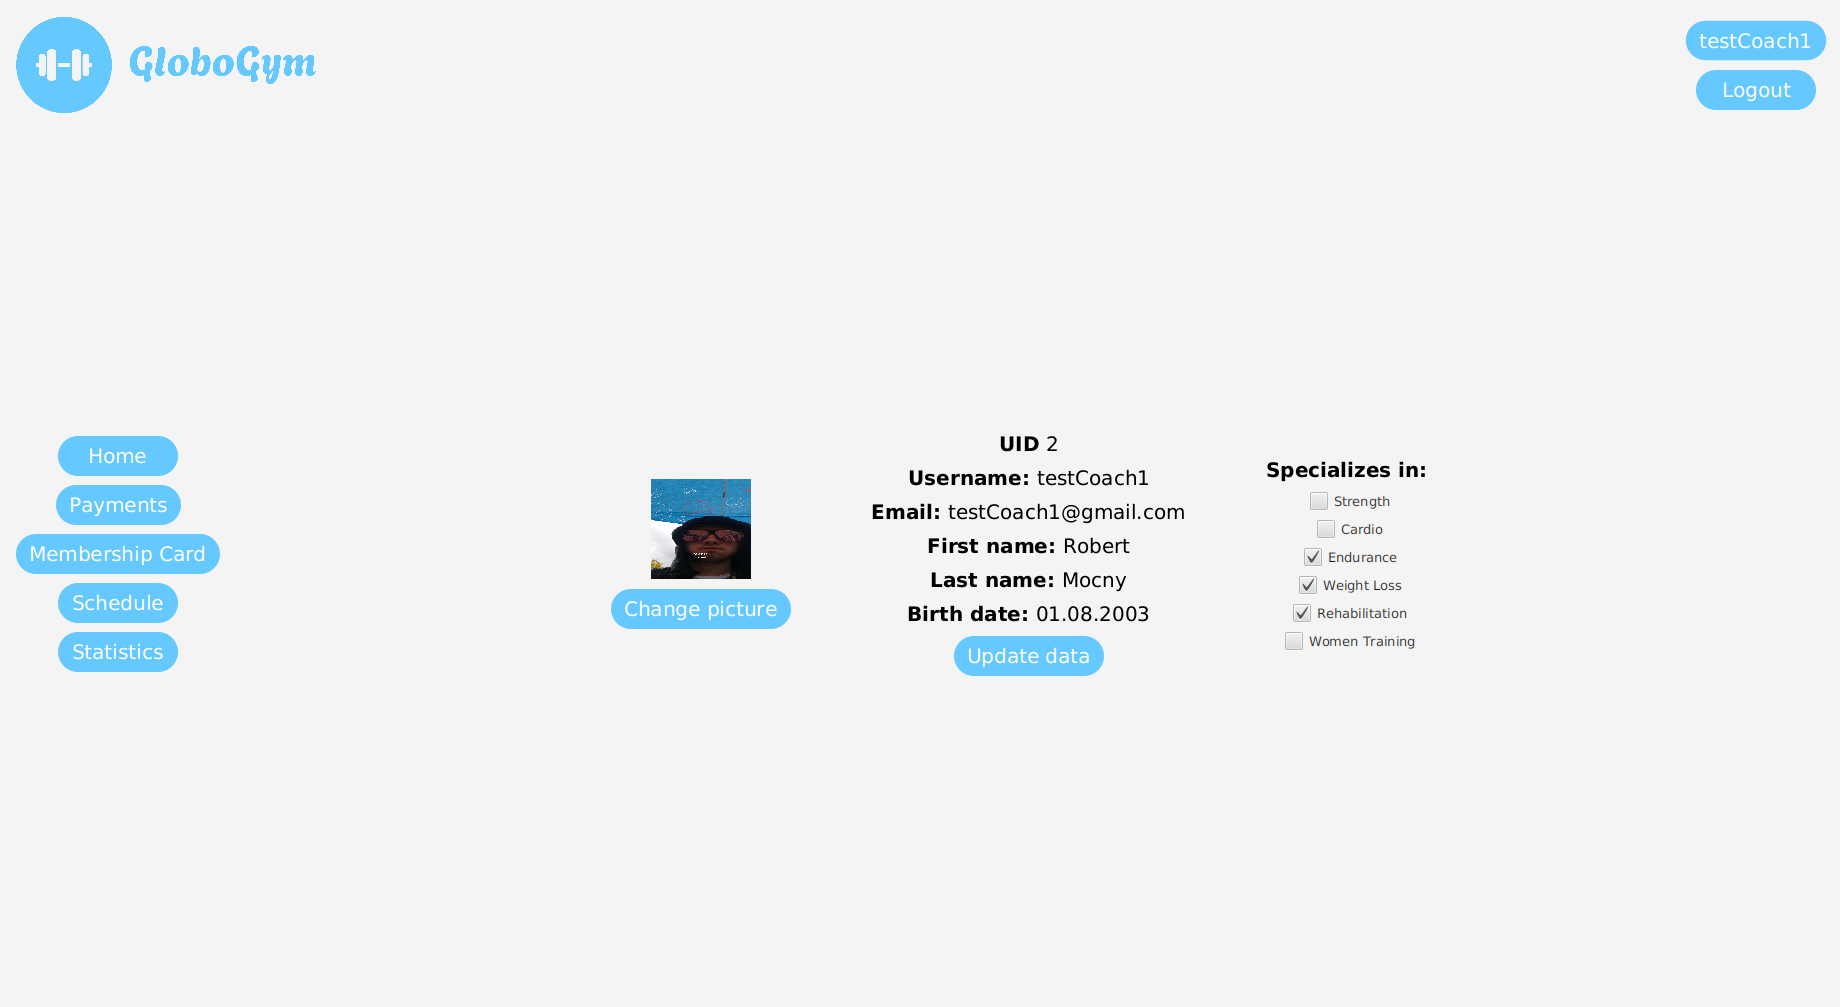 GloboGym
testCoach1
Logout
Home
Payments
Membership Card
Schedule
Statistics
Change picture
UID 2
Username: testCoach1
Email: testCoach1@gmail.com
First name: Robert
Last name: Mocny
Birth date: 01.08.2003
Update data
Specializes in:
Strength
Cardio
Endurance
Weight Loss
Rehabilitation
Women Training